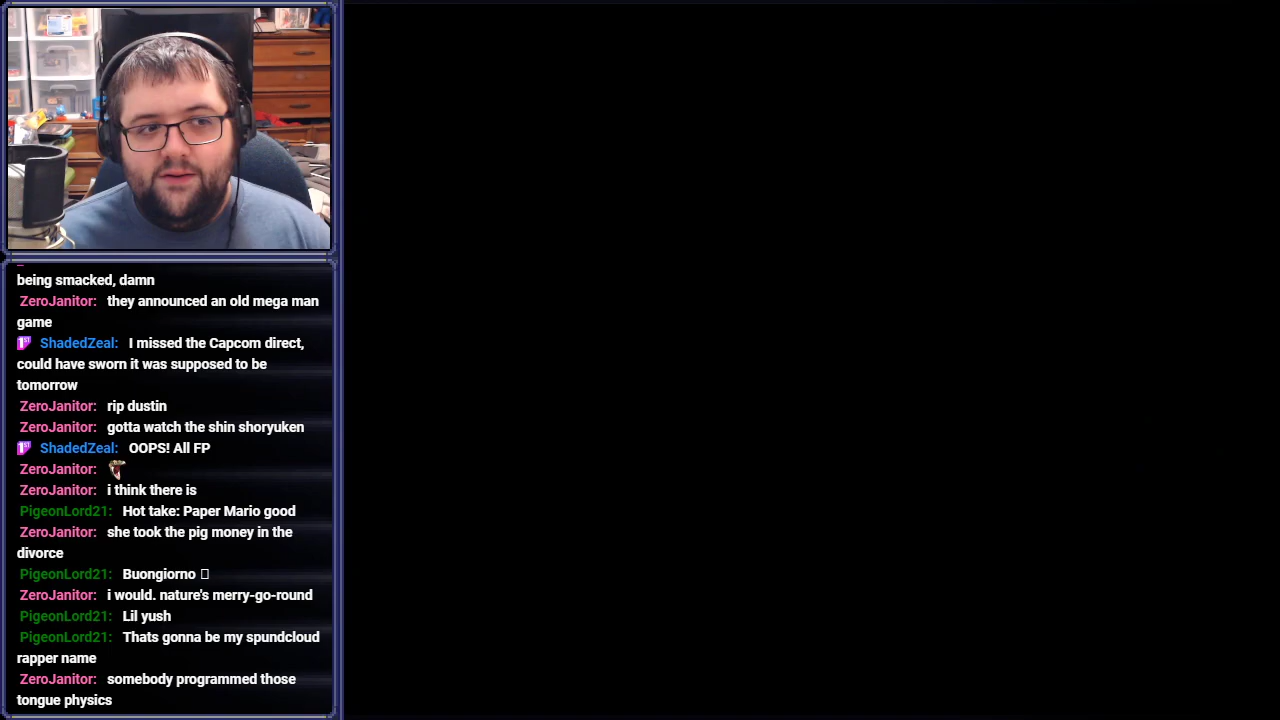 being smacked, damn
ZeroJanitor: they announced an old mega man
game
ShadedZeal: I missed the Capcom direct,
could have sworn it was supposed to be
tomorrow
ZeroJanitor: rip dustin
ZeroJanitor: gotta watch the shin shoryuken
ShadedZeal: OOPS! All FP
ZeroJanitor:
ZeroJanitor: i think there is
PigeonLord21: Hot take: Paper Mario good
ZeroJanitor: she took the pig money in the
divorce
PigeonLord21: Buongiorno
ZeroJanitor: i would. nature's merry-go-round
PigeonLord21: Lil yush
PigeonLord21: Thats gonna be my spundcloud
rapper name
ZeroJanitor: somebody programmed those
tongue physics